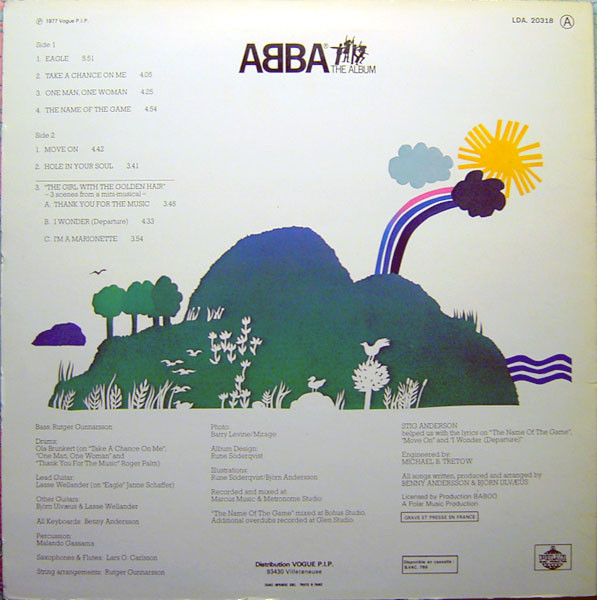 ℗ 1977 Vogue P.I.P.
LDA. 20318 A
ABBA
THE ALBUM
Side 1
1. EAGLE 5.51
2. TAKE A CHANCE ON ME 4.05
3. ONE MAN, ONE WOMAN 4.25
4. THE NAME OF THE GAME 4.54
Side 2
1. MOVE ON 4.42
2. HOLE IN YOUR SOUL 3.41
3. "THE GIRL WITH THE GOLDEN HAIR"
– 3 scenes from a mini-musical –
A. THANK YOU FOR THE MUSIC 3.48
B. I WONDER (Departure) 4.33
C. I'M A MARIONETTE 3.54
Bass: Rutger Gunnarsson
Drums:
Ola Brunkert (on "Take A Chance On Me",
"One Man, One Woman" and
"Thank You For The Music" Roger Palm)
Lead Guitar:
Lasse Wellander (on "Eagle" Janne Schaffer)
Other Guitars:
Björn Ulvæus & Lasse Wellander
All Keyboards: Benny Andersson
Percussion:
Malando Gassama
Saxophones & Flutes: Lars O. Carlsson
String arrangements: Rutger Gunnarsson
Photo:
Barry Levine/Mirage
Album Design:
Rune Söderqvist
Illustrations:
Rune Söderqvist/Björn Andersson
Recorded and mixed at
Marcus Music & Metronome Studio
"The Name Of The Game" mixed at Bohus Studio,
Additional overdubs recorded at Glen Studio.
Distribution VOGUE P.I.P.
93430 Villetaneuse
STIG ANDERSON
helped us with the lyrics on "The Name Of The Game",
"Move On" and "I Wonder (Departure)"
Engineered by:
MICHAEL B. TRETOW
All songs written, produced and arranged by
BENNY ANDERSSON & BJÖRN ULVÆUS
Licensed by Production BABOO
A Polar Music Production
GRAVÉ ET PRESSÉ EN FRANCE
Disponible en cassette
POLAR